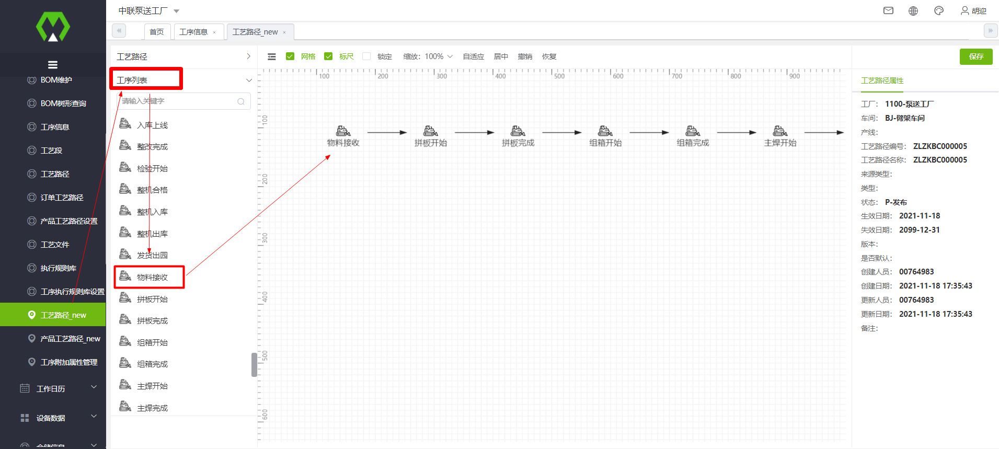 中联泵送工厂
胡迎
首页
工序信息 ×
工艺路径_new ×
BOM维护
BOM树形查询
工序信息
工艺段
工艺路径
订单工艺路径
产品工艺路径设置
工艺文件
执行规则库
工序执行规则库设置
工艺路径_new
产品工艺路径_new
工序附加属性管理
工作日历
设备数据
仓储信息
工艺路径
工序列表
请输入关键字
入库上线
整改完成
检验开始
整机合格
整机入库
整机出库
发货出园
物料接收
拼板开始
拼板完成
组箱开始
组箱完成
主焊开始
主焊完成
网格 标尺 锁定 缩放：100% 自适应 居中 撤销 恢复
100 200 300 400 500 600 700 800 900
100
200
300
400
500
600
物料接收 拼板开始 拼板完成 组箱开始 组箱完成 主焊开始
保存
工艺路径属性
工厂： 1100-泵送工厂
车间： BJ-臂架车间
产线：
工艺路径编号： ZLZKBC000005
工艺路径名称： ZLZKBC000005
来源类型：
类型：
状态： P-发布
生效日期： 2021-11-18
失效日期： 2099-12-31
版本：
是否默认：
创建人员： 00764983
创建日期： 2021-11-18 17:35:43
更新人员： 00764983
更新日期： 2021-11-18 17:35:43
备注：